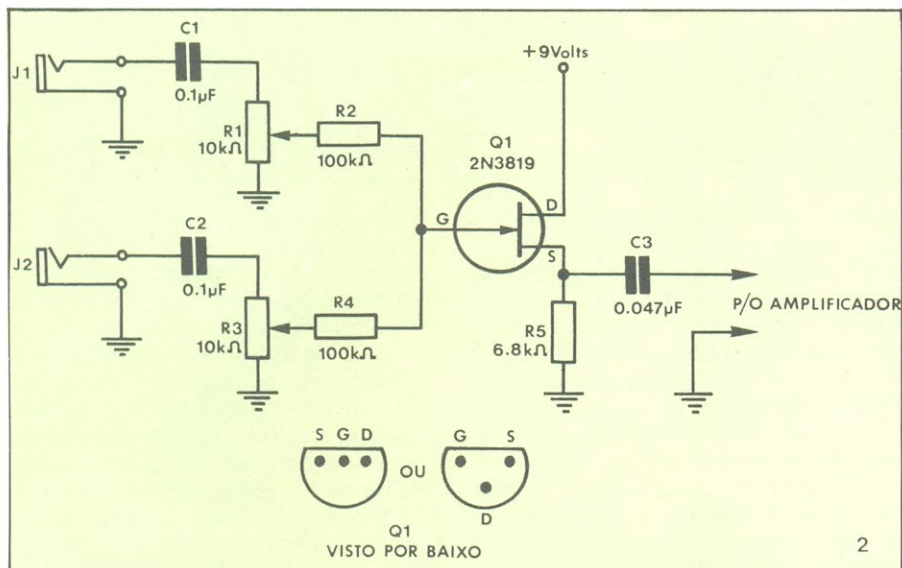 C1
J1
0.1µF
R1
10kΩ
R2
100kΩ
+9Volts
Q1
2N3819
G
D
S
C2
J2
0.1µF
R3
10kΩ
R4
100kΩ
C3
0.047µF
P/O AMPLIFICADOR
R5
6.8kΩ
S G D
OU
G S
D
Q1
VISTO POR BAIXO
2